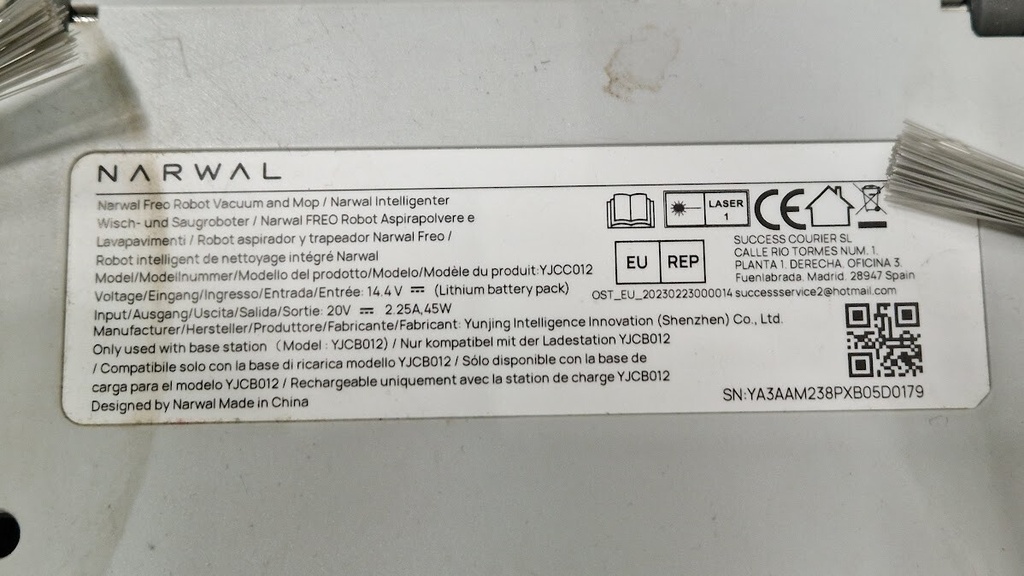 NARWAL
Narwal Freo Robot Vacuum and Mop / Narwal Intelligenter
Wisch- und Saugroboter / Narwal FREO Robot Aspirapolvere e
Lavapavimenti / Robot aspirador y trapeador Narwal Freo /
Robot intelligent de nettoyage intégré Narwal
Model/Modellnummer/Modello del prodotto/Modelo/Modèle du produit:YJCC012
Voltage/Eingang/Ingresso/Entrada/Entrée: 14.4V ⎓ (Lithium battery pack)
Input/Ausgang/Uscita/Salida/Sortie: 20V ⎓ 2.25A,45W
Manufacturer/Hersteller/Produttore/Fabricante/Fabricant: Yunjing Intelligence Innovation (Shenzhen) Co., Ltd.
Only used with base station (Model : YJCB012) / Nur kompatibel mit der Ladestation YJCB012
/ Compatibile solo con la base di ricarica modello YJCB012 / Sólo disponible con la base de
carga para el modelo YJCB012 / Rechargeable uniquement avec la station de charge YJCB012
Designed by Narwal Made in China
LASER
1
CE
EU REP
SUCCESS COURIER SL
CALLE RIO TORMES NUM. 1,
PLANTA 1, DERECHA, OFICINA 3,
Fuenlabrada, Madrid, 28947 Spain
OST_EU_20230223000014 successservice2@hotmail.com
SN:YA3AAM238PXB05D0179